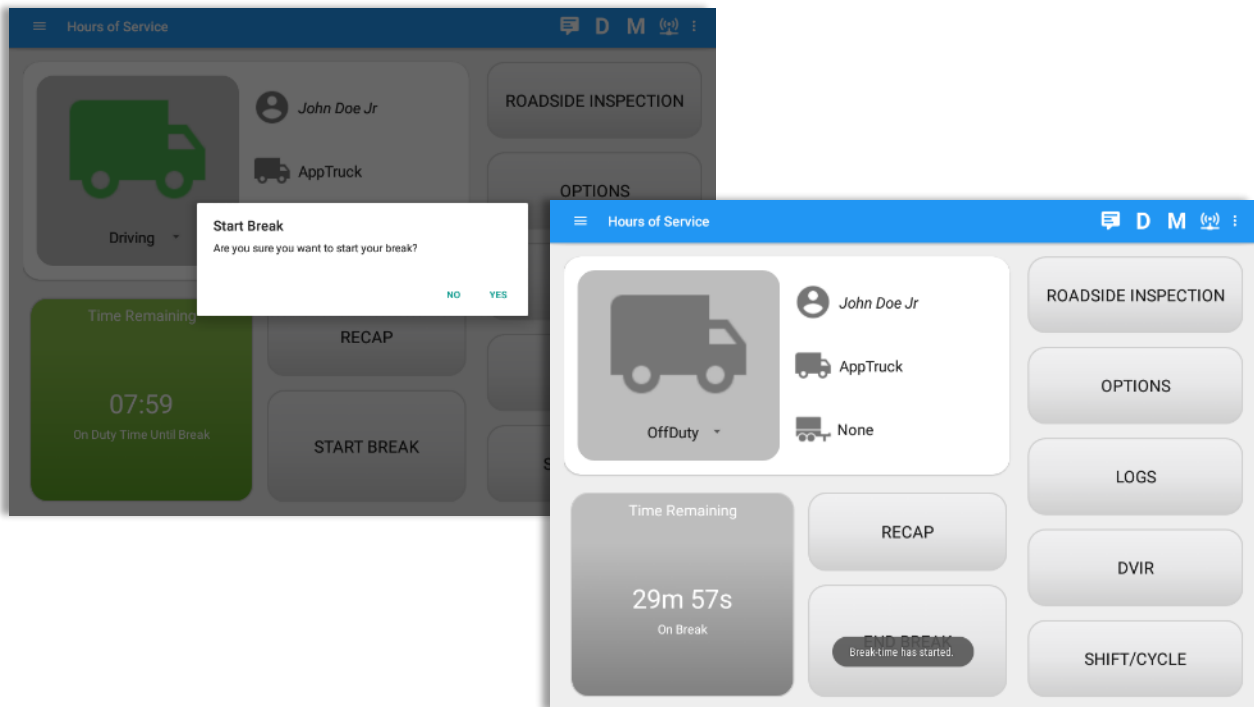 Hours of Service
D M
John Doe Jr
AppTruck
Driving
ROADSIDE INSPECTION
OPTIONS
Start Break
Are you sure you want to start your break?
NO YES
Time Remaining
07:59
On Duty Time Until Break
RECAP
START BREAK
S
Hours of Service
D M
John Doe Jr
AppTruck
None
OffDuty
ROADSIDE INSPECTION
OPTIONS
LOGS
DVIR
SHIFT/CYCLE
Time Remaining
29m 57s
On Break
RECAP
END BREAK
Break-time has started.